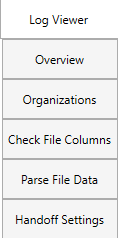 Log Viewer
Overview
Organizations
Check File Columns
Parse File Data
Handoff Settings